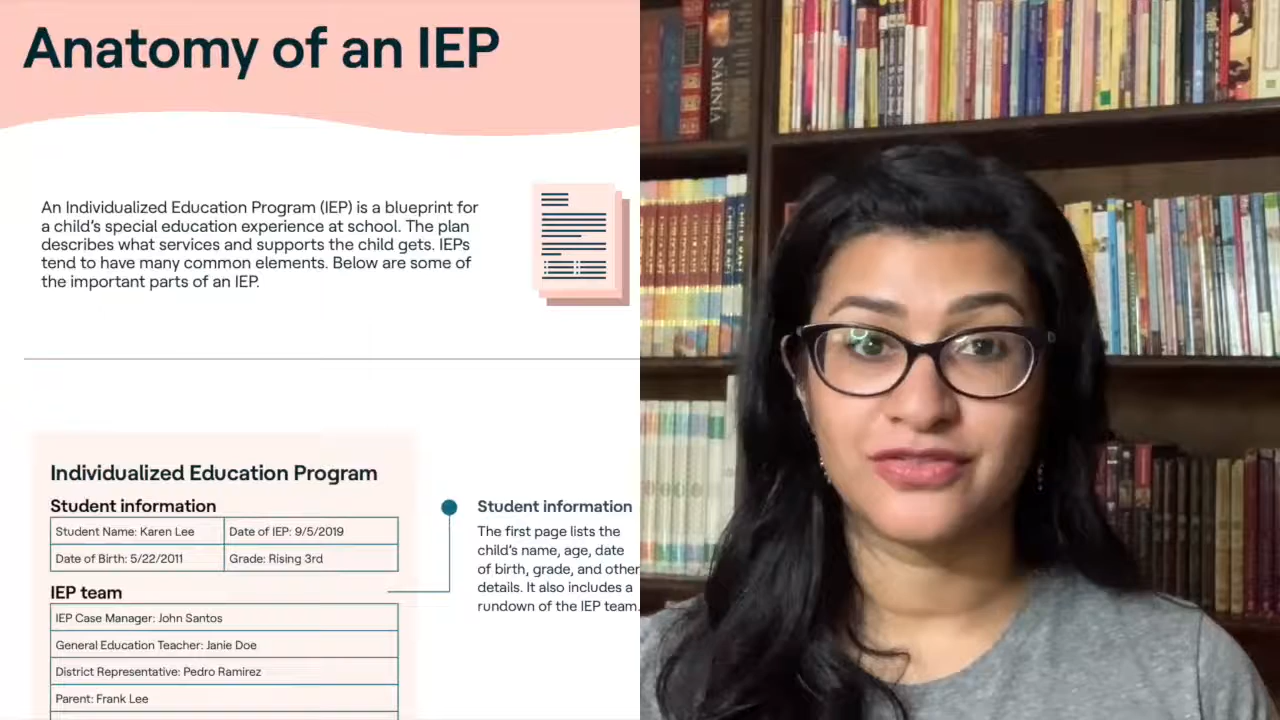 Anatomy of an IEP
An Individualized Education Program (IEP) is a blueprint for
a child's special education experience at school. The plan
describes what services and supports the child gets. IEPs
tend to have many common elements. Below are some of
the important parts of an IEP.
Individualized Education Program
Student information
Student Name: Karen Lee
Date of IEP: 9/5/2019
Date of Birth: 5/22/2011
Grade: Rising 3rd
IEP team
IEP Case Manager: John Santos
General Education Teacher: Janie Doe
District Representative: Pedro Ramirez
Parent: Frank Lee
Student information
The first page lists the
child's name, age, date
of birth, grade, and other
details. It also includes a
rundown of the IEP team.
NARNIA